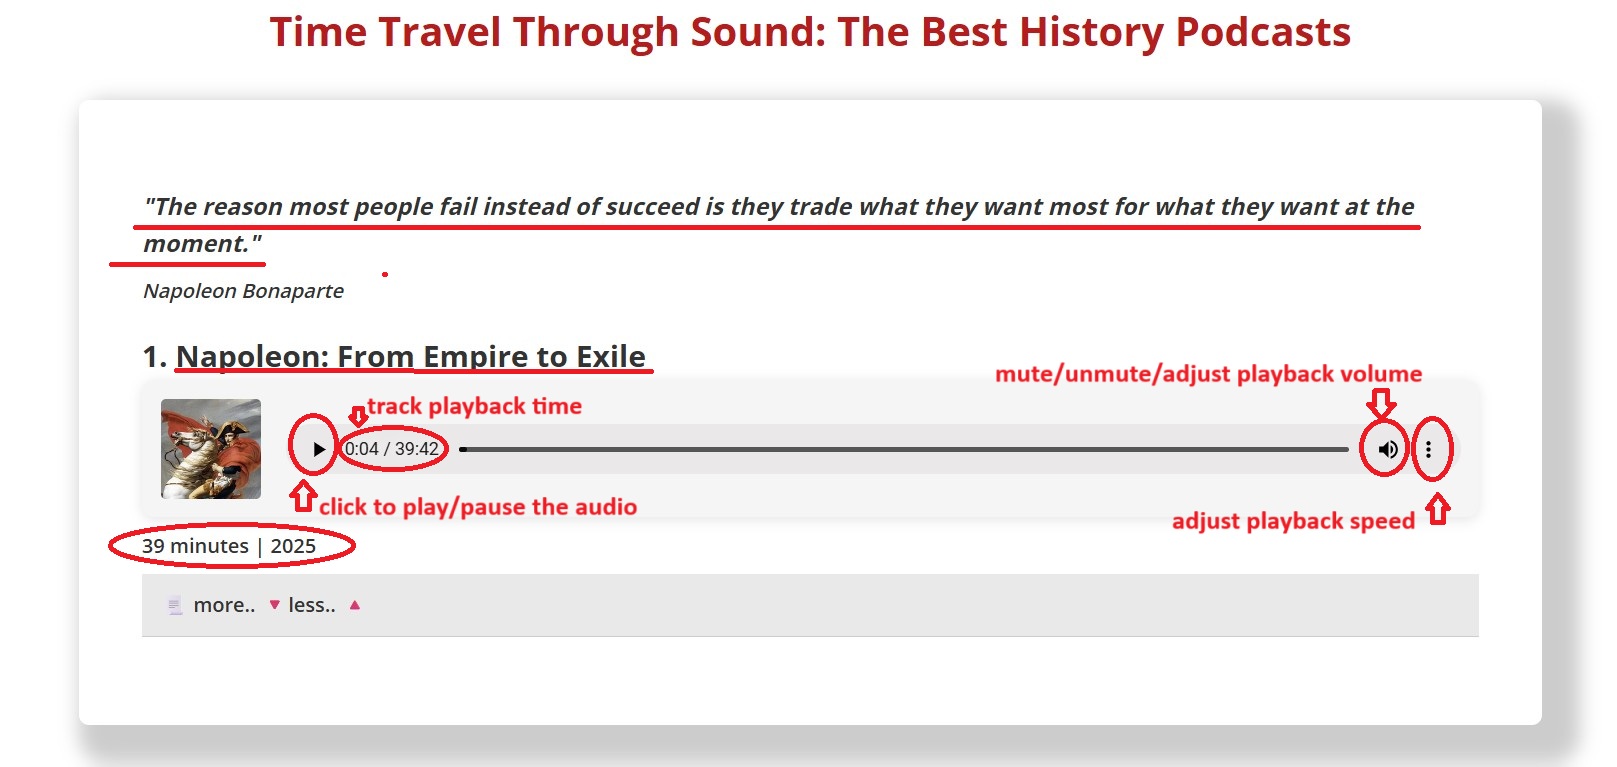 Time Travel Through Sound: The Best History Podcasts
"The reason most people fail instead of succeed is they trade what they want most for what they want at the
moment."
Napoleon Bonaparte
1. Napoleon: From Empire to Exile
mute/unmute/adjust playback volume
track playback time
0:04 / 39:42
click to play/pause the audio
adjust playback speed
39 minutes | 2025
more.. less..